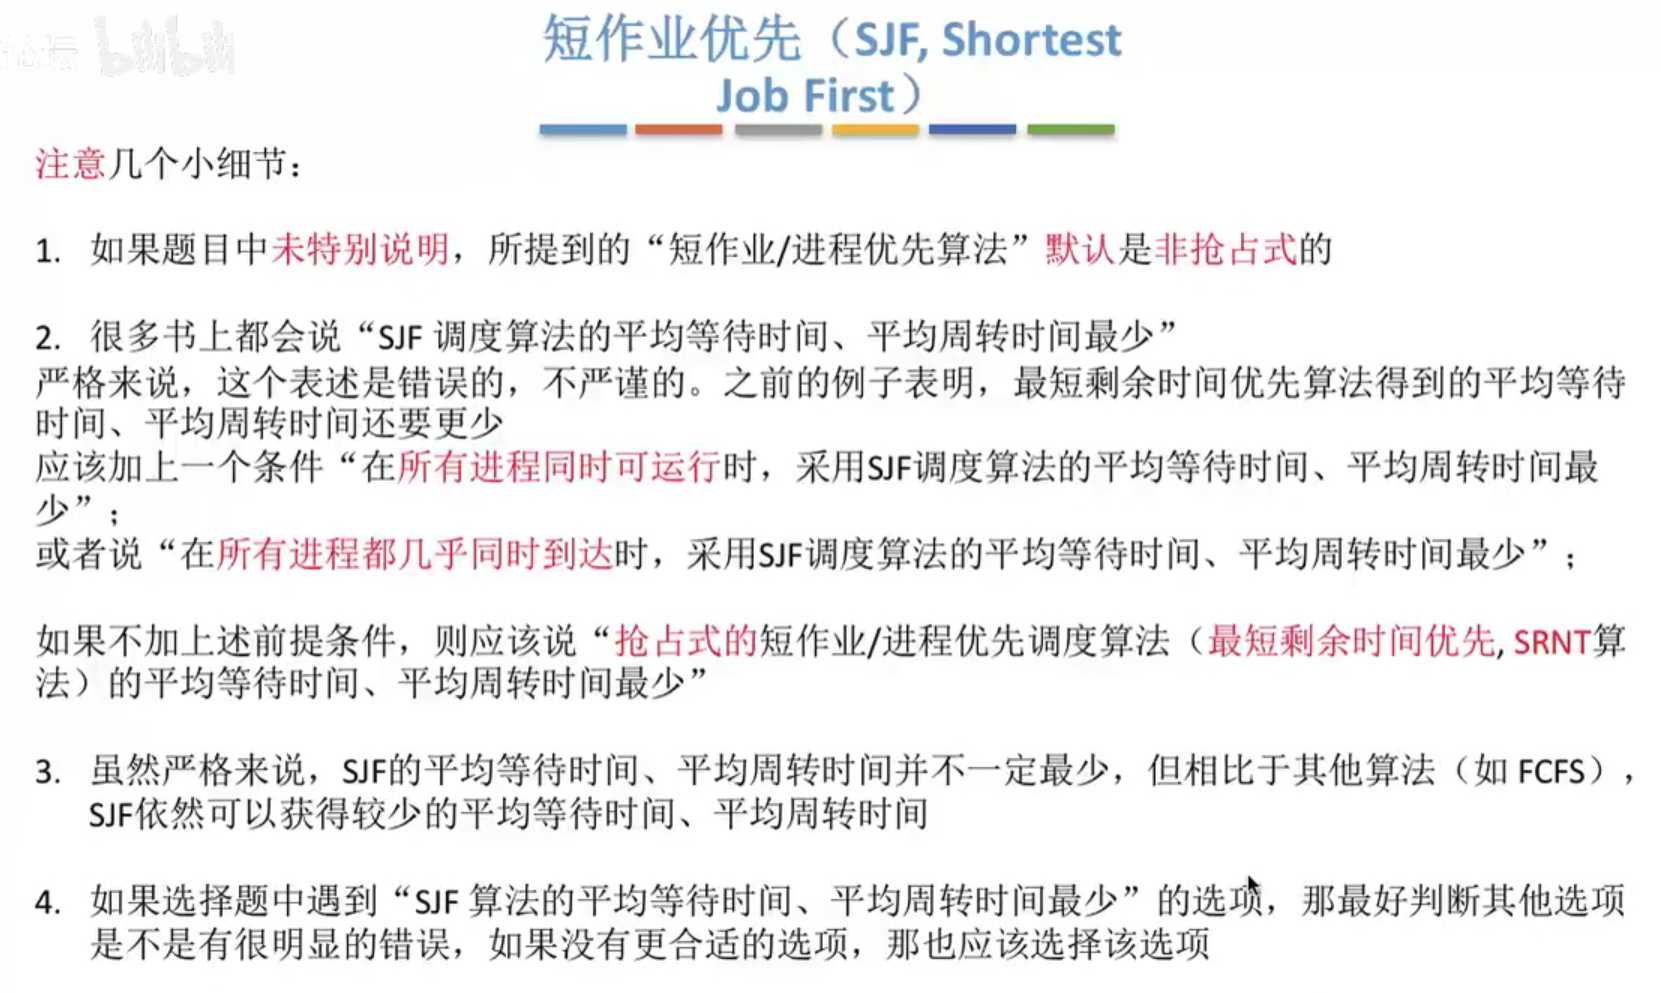 论坛 bilibili
短作业优先（SJF, Shortest
Job First）
注意几个小细节：
1. 如果题目中未特别说明，所提到的“短作业/进程优先算法”默认是非抢占式的
2. 很多书上都会说“SJF 调度算法的平均等待时间、平均周转时间最少”
严格来说，这个表述是错误的，不严谨的。之前的例子表明，最短剩余时间优先算法得到的平均等待
时间、平均周转时间还要更少
应该加上一个条件“在所有进程同时可运行时，采用SJF调度算法的平均等待时间、平均周转时间最
少”；
或者说“在所有进程都几乎同时到达时，采用SJF调度算法的平均等待时间、平均周转时间最少”；
如果不加上述前提条件，则应该说“抢占式的短作业/进程优先调度算法（最短剩余时间优先, SRNT算
法）的平均等待时间、平均周转时间最少”
3. 虽然严格来说，SJF的平均等待时间、平均周转时间并不一定最少，但相比于其他算法（如 FCFS），
SJF依然可以获得较少的平均等待时间、平均周转时间
4. 如果选择题中遇到“SJF 算法的平均等待时间、平均周转时间最少”的选项，那最好判断其他选项
是不是有很明显的错误，如果没有更合适的选项，那也应该选择该选项